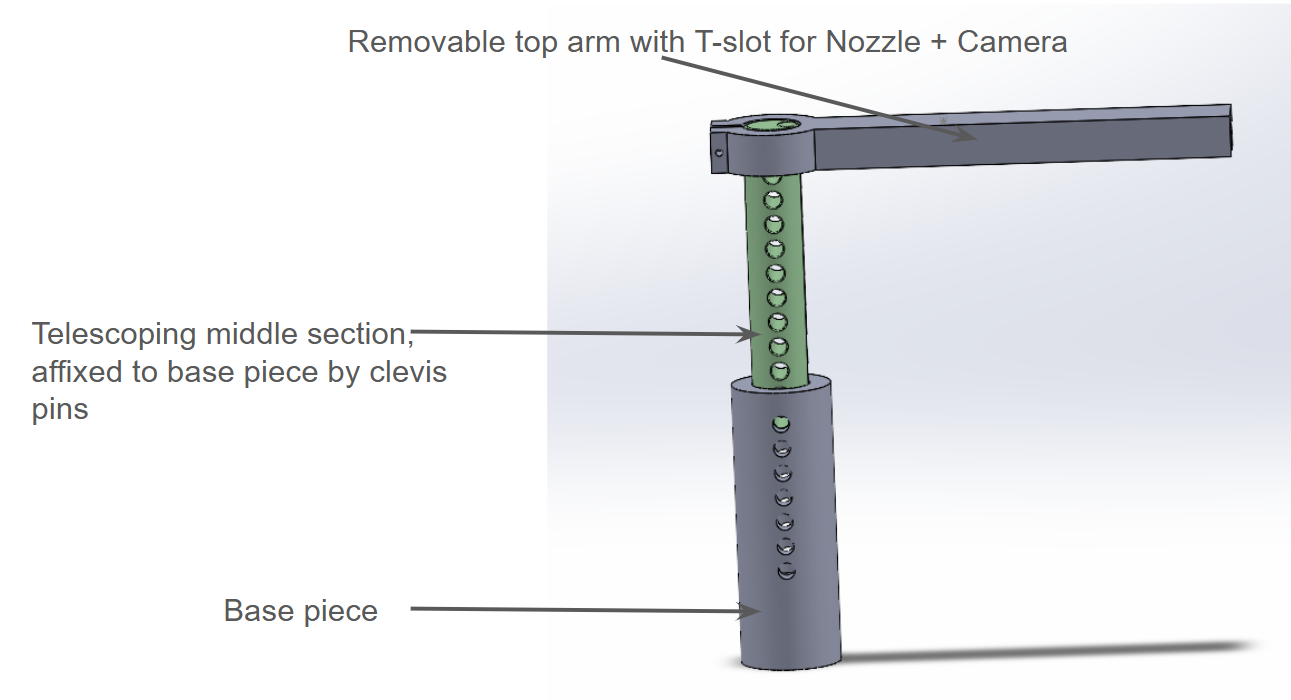 Removable top arm with T-slot for Nozzle + Camera
Telescoping middle section,
affixed to base piece by clevis
pins
Base piece